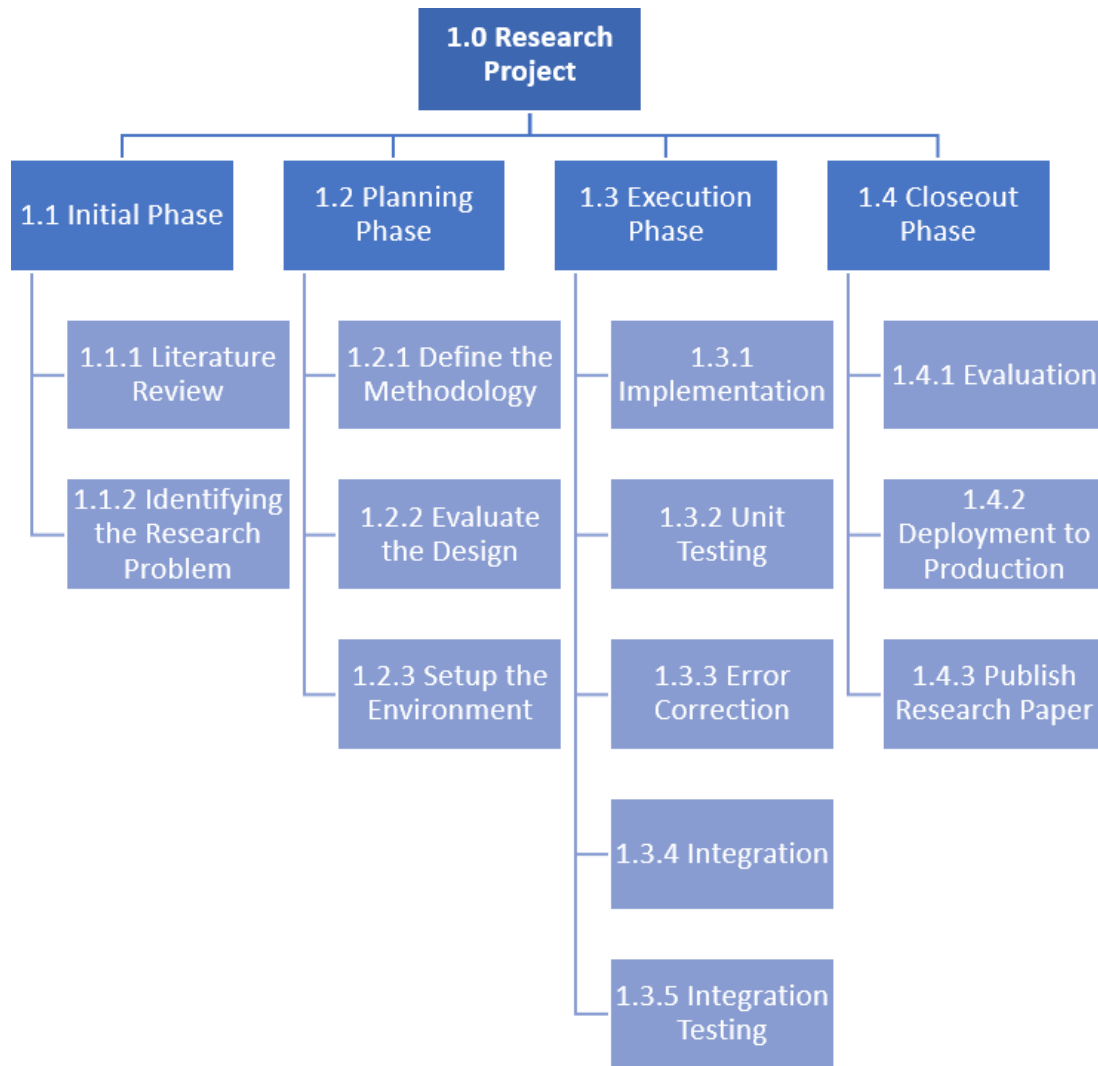 1.0 Research
Project
1.1 Initial Phase
1.2 Planning
Phase
1.3 Execution
Phase
1.4 Closeout
Phase
1.1.1 Literature
Review
1.1.2 Identifying
the Research
Problem
1.2.1 Define the
Methodology
1.2.2 Evaluate
the Design
1.2.3 Setup the
Environment
1.3.1
Implementation
1.3.2 Unit
Testing
1.3.3 Error
Correction
1.3.4 Integration
1.3.5 Integration
Testing
1.4.1 Evaluation
1.4.2
Deployment to
Production
1.4.3 Publish
Research Paper